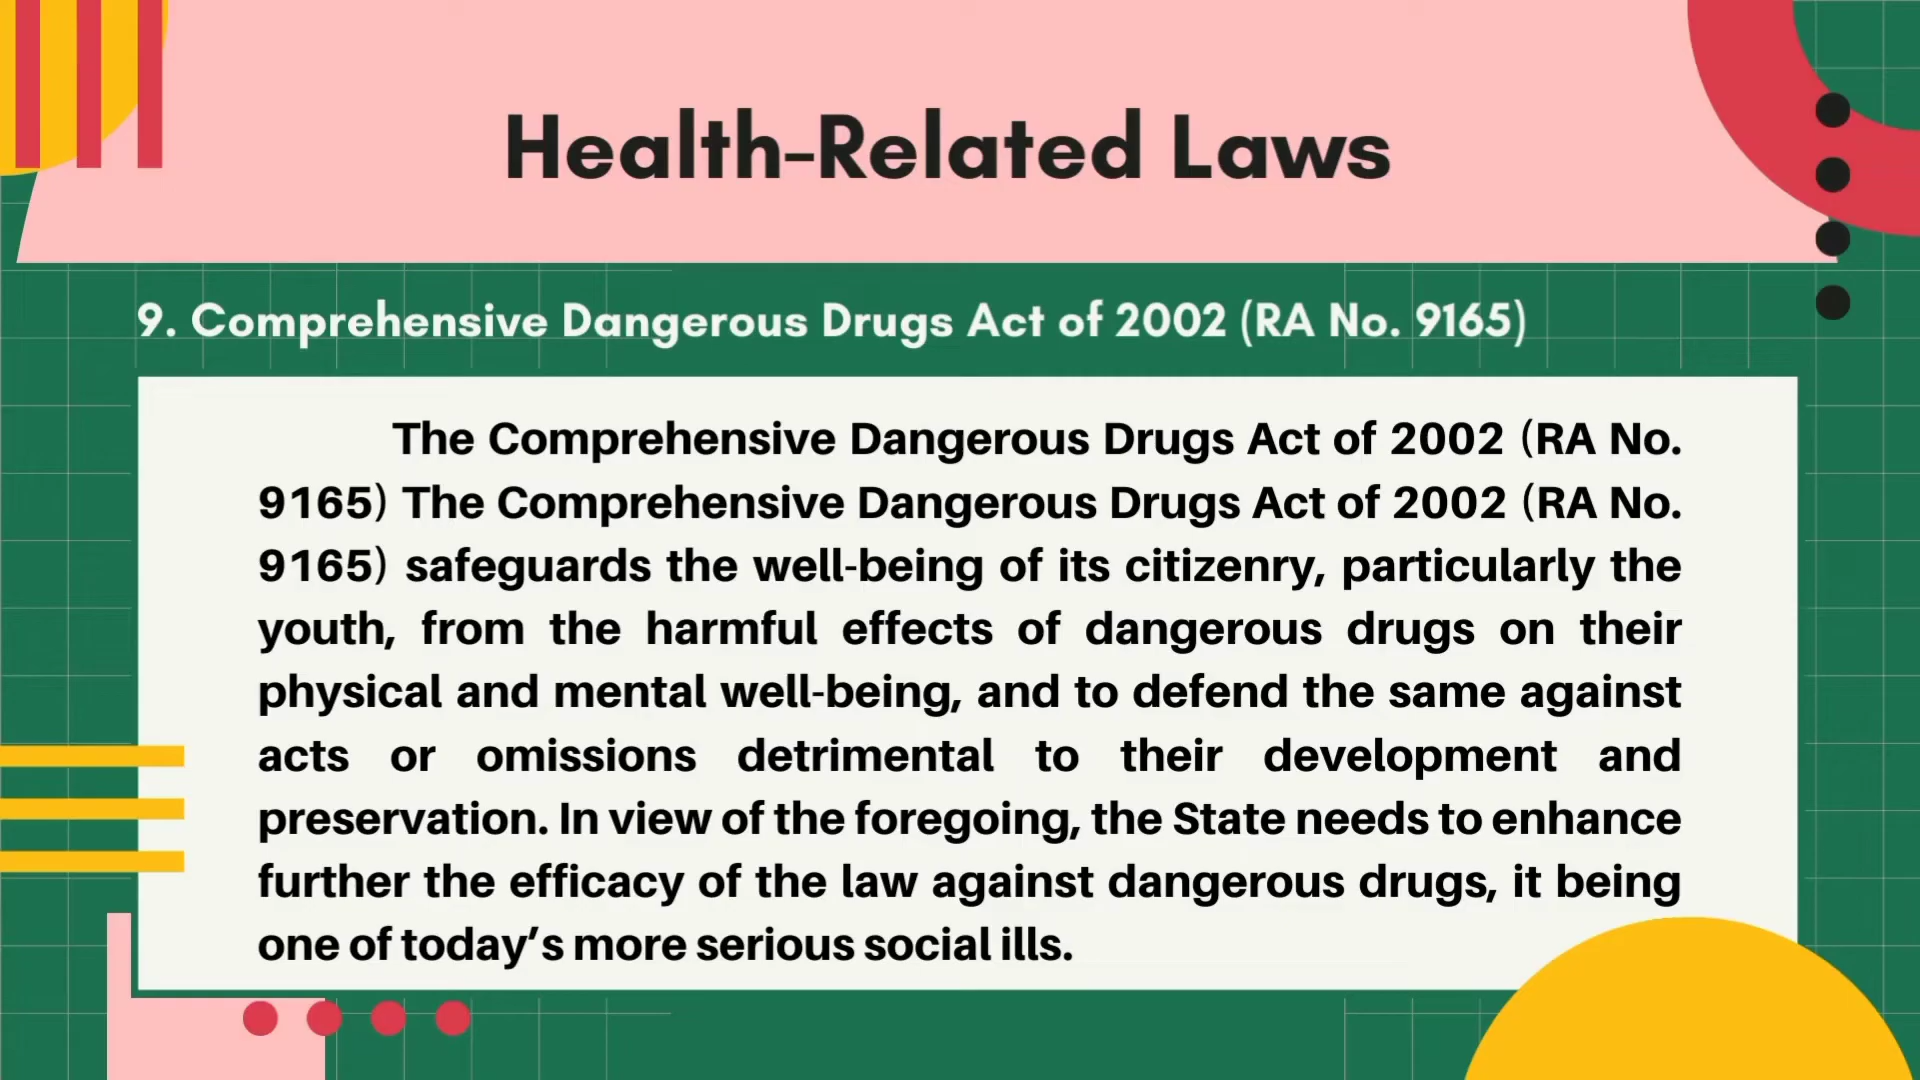 Health-Related Laws
9. Comprehensive Dangerous Drugs Act of 2002 (RA No. 9165)
The Comprehensive Dangerous Drugs Act of 2002 (RA No.
9165) The Comprehensive Dangerous Drugs Act of 2002 (RA No.
9165) safeguards the well-being of its citizenry, particularly the
youth, from the harmful effects of dangerous drugs on their
physical and mental well-being, and to defend the same against
acts or omissions detrimental to their development and
preservation. In view of the foregoing, the State needs to enhance
further the efficacy of the law against dangerous drugs, it being
one of today’s more serious social ills.